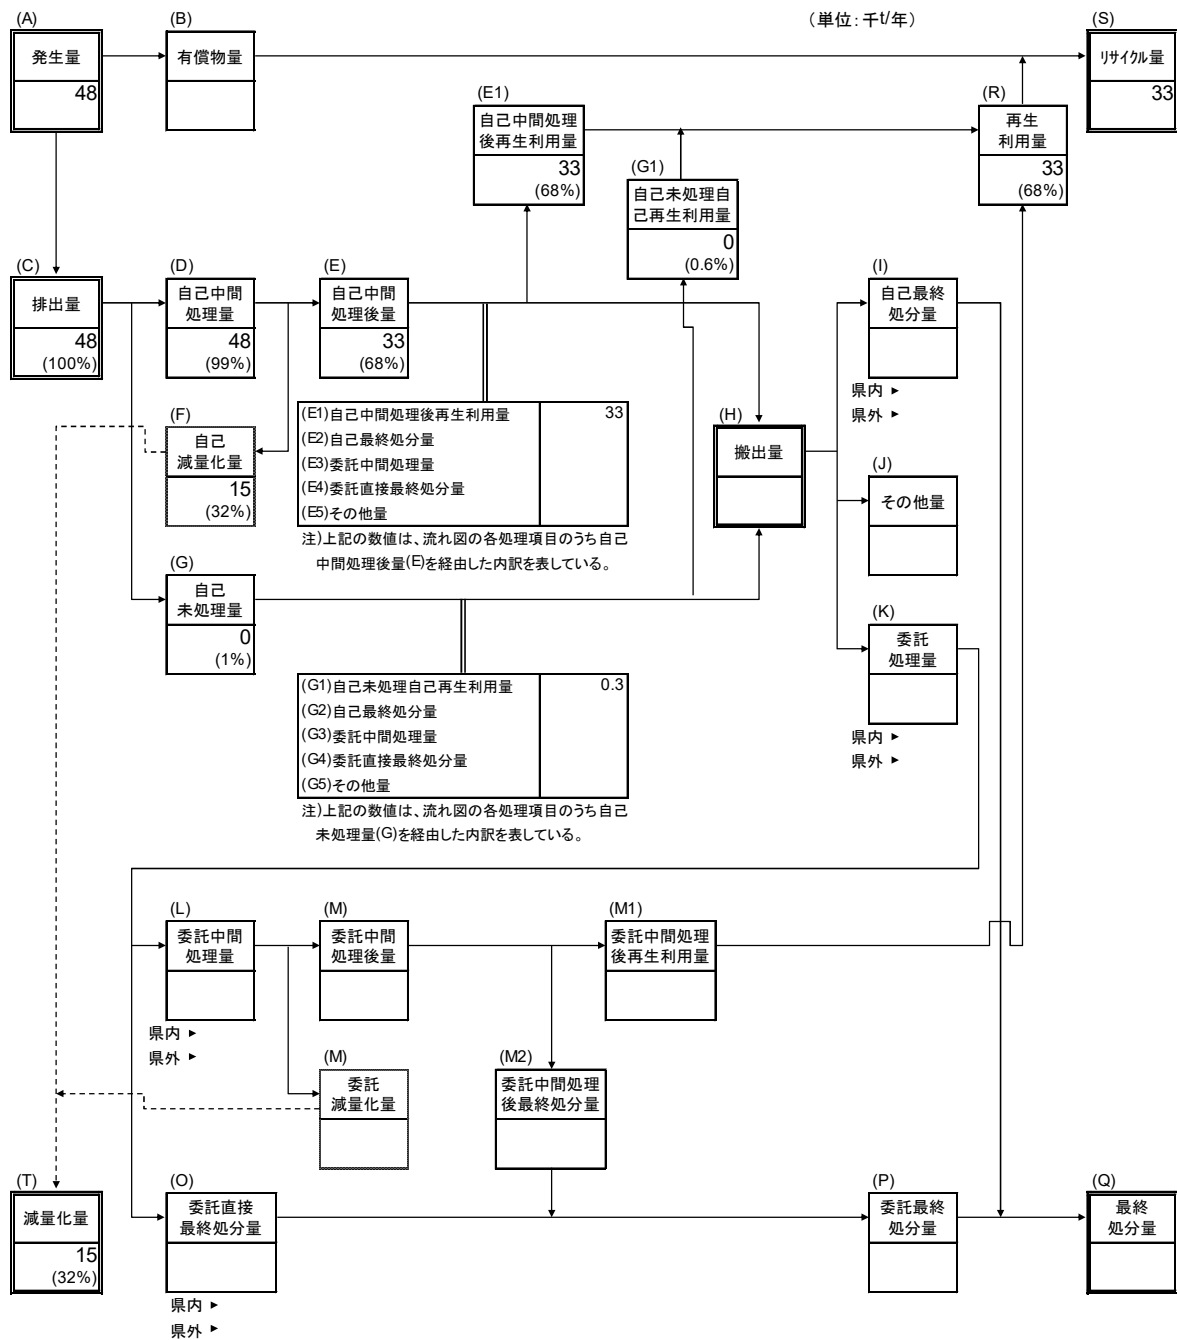 (A)
発生量
48
(B)
有償物量
(単位:千t/年)
(S)
リサイクル量
33
(E1)
自己中間処理
後再生利用量
33
(68%)
(G1)
自己未処理自
己再生利用量
0
(0.6%)
(R)
再生
利用量
33
(68%)
(C)
排出量
48
(100%)
(D)
自己中間
処理量
48
(99%)
(E)
自己中間
処理後量
33
(68%)
(I)
自己最終
処分量
県内 ►
県外 ►
(F)
自己
減量化量
15
(32%)
(E1)自己中間処理後再生利用量 33
(E2)自己最終処分量
(E3)委託中間処理量
(E4)委託直接最終処分量
(E5)その他量
注)上記の数値は、流れ図の各処理項目のうち自己
中間処理後量(E)を経由した内訳を表している。
(H)
搬出量
(J)
その他量
(G)
自己
未処理量
0
(1%)
(K)
委託
処理量
県内 ►
県外 ►
(G1)自己未処理自己再生利用量 0.3
(G2)自己最終処分量
(G3)委託中間処理量
(G4)委託直接最終処分量
(G5)その他量
注)上記の数値は、流れ図の各処理項目のうち自己
未処理量(G)を経由した内訳を表している。
(L)
委託中間
処理量
県内 ►
県外 ►
(M)
委託中間
処理後量
(M1)
委託中間処理
後再生利用量
(M)
委託
減量化量
(M2)
委託中間処理
後最終処分量
(T)
減量化量
15
(32%)
(O)
委託直接
最終処分量
県内 ►
県外 ►
(P)
委託最終
処分量
(Q)
最終
処分量